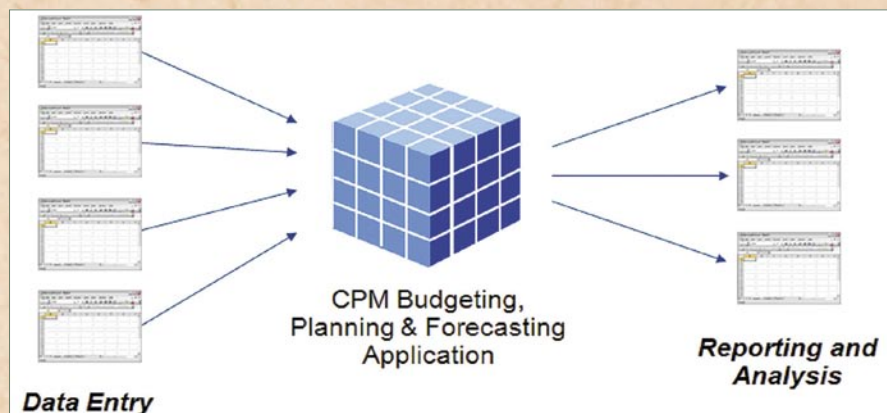 CPM Budgeting,
Planning & Forecasting
Application
Data Entry
Reporting and
Analysis